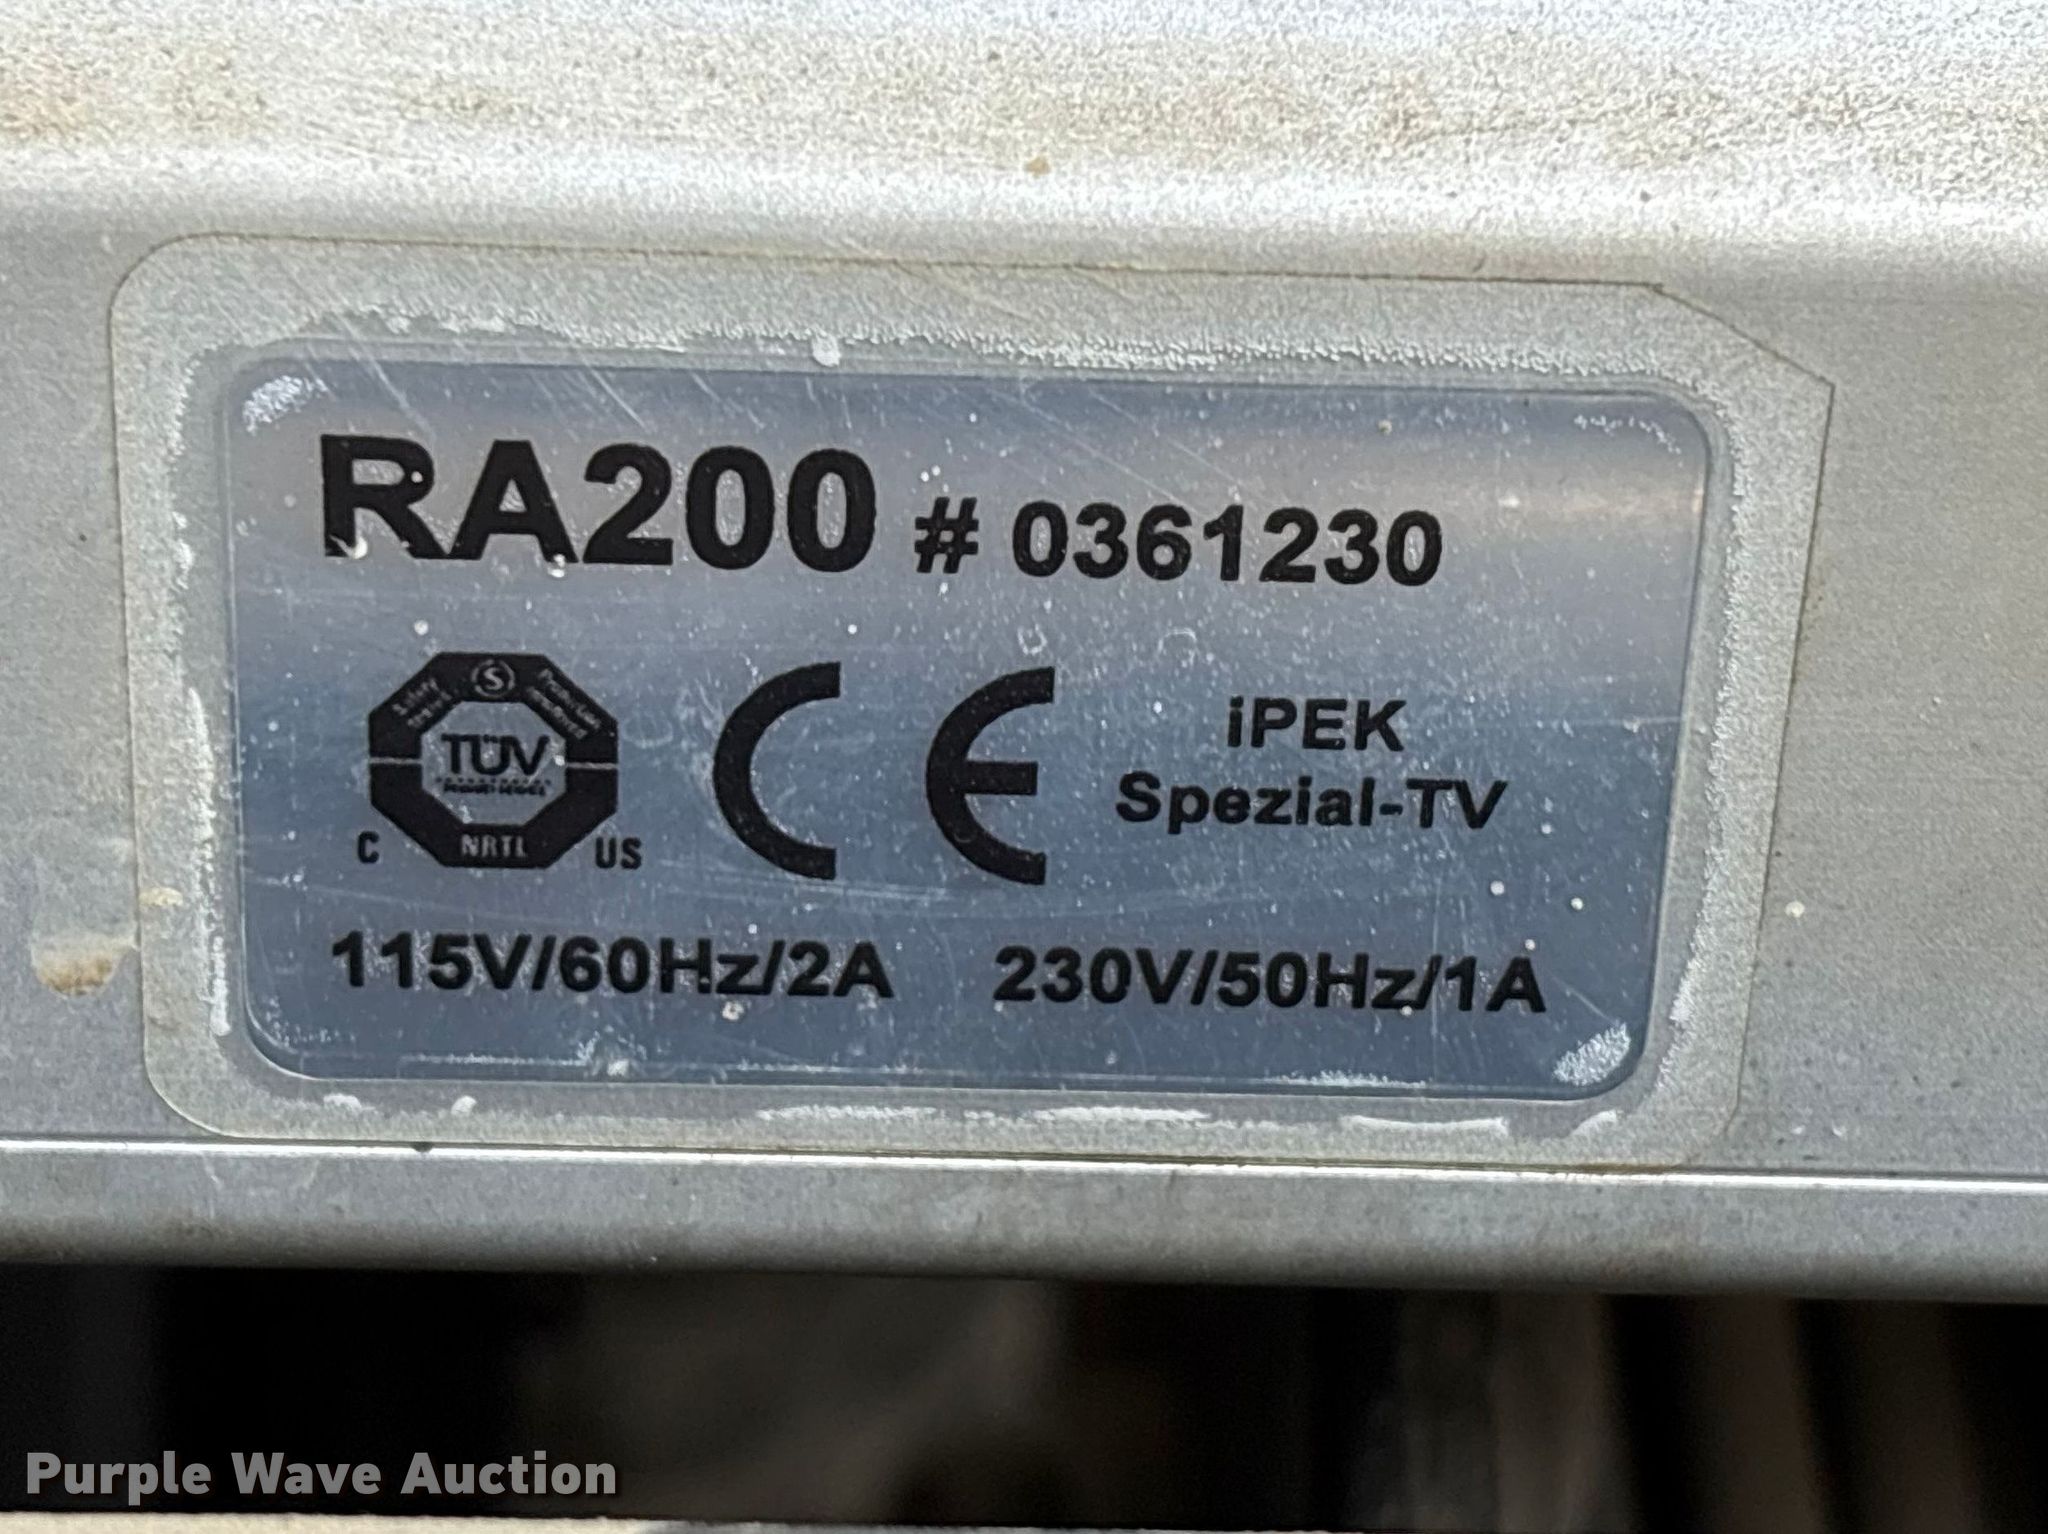 RA200 # 0361230
S
TÜV
NRTL
C US
CE
iPEK
Spezial-TV
115V/60Hz/2A 230V/50Hz/1A
Purple Wave Auction